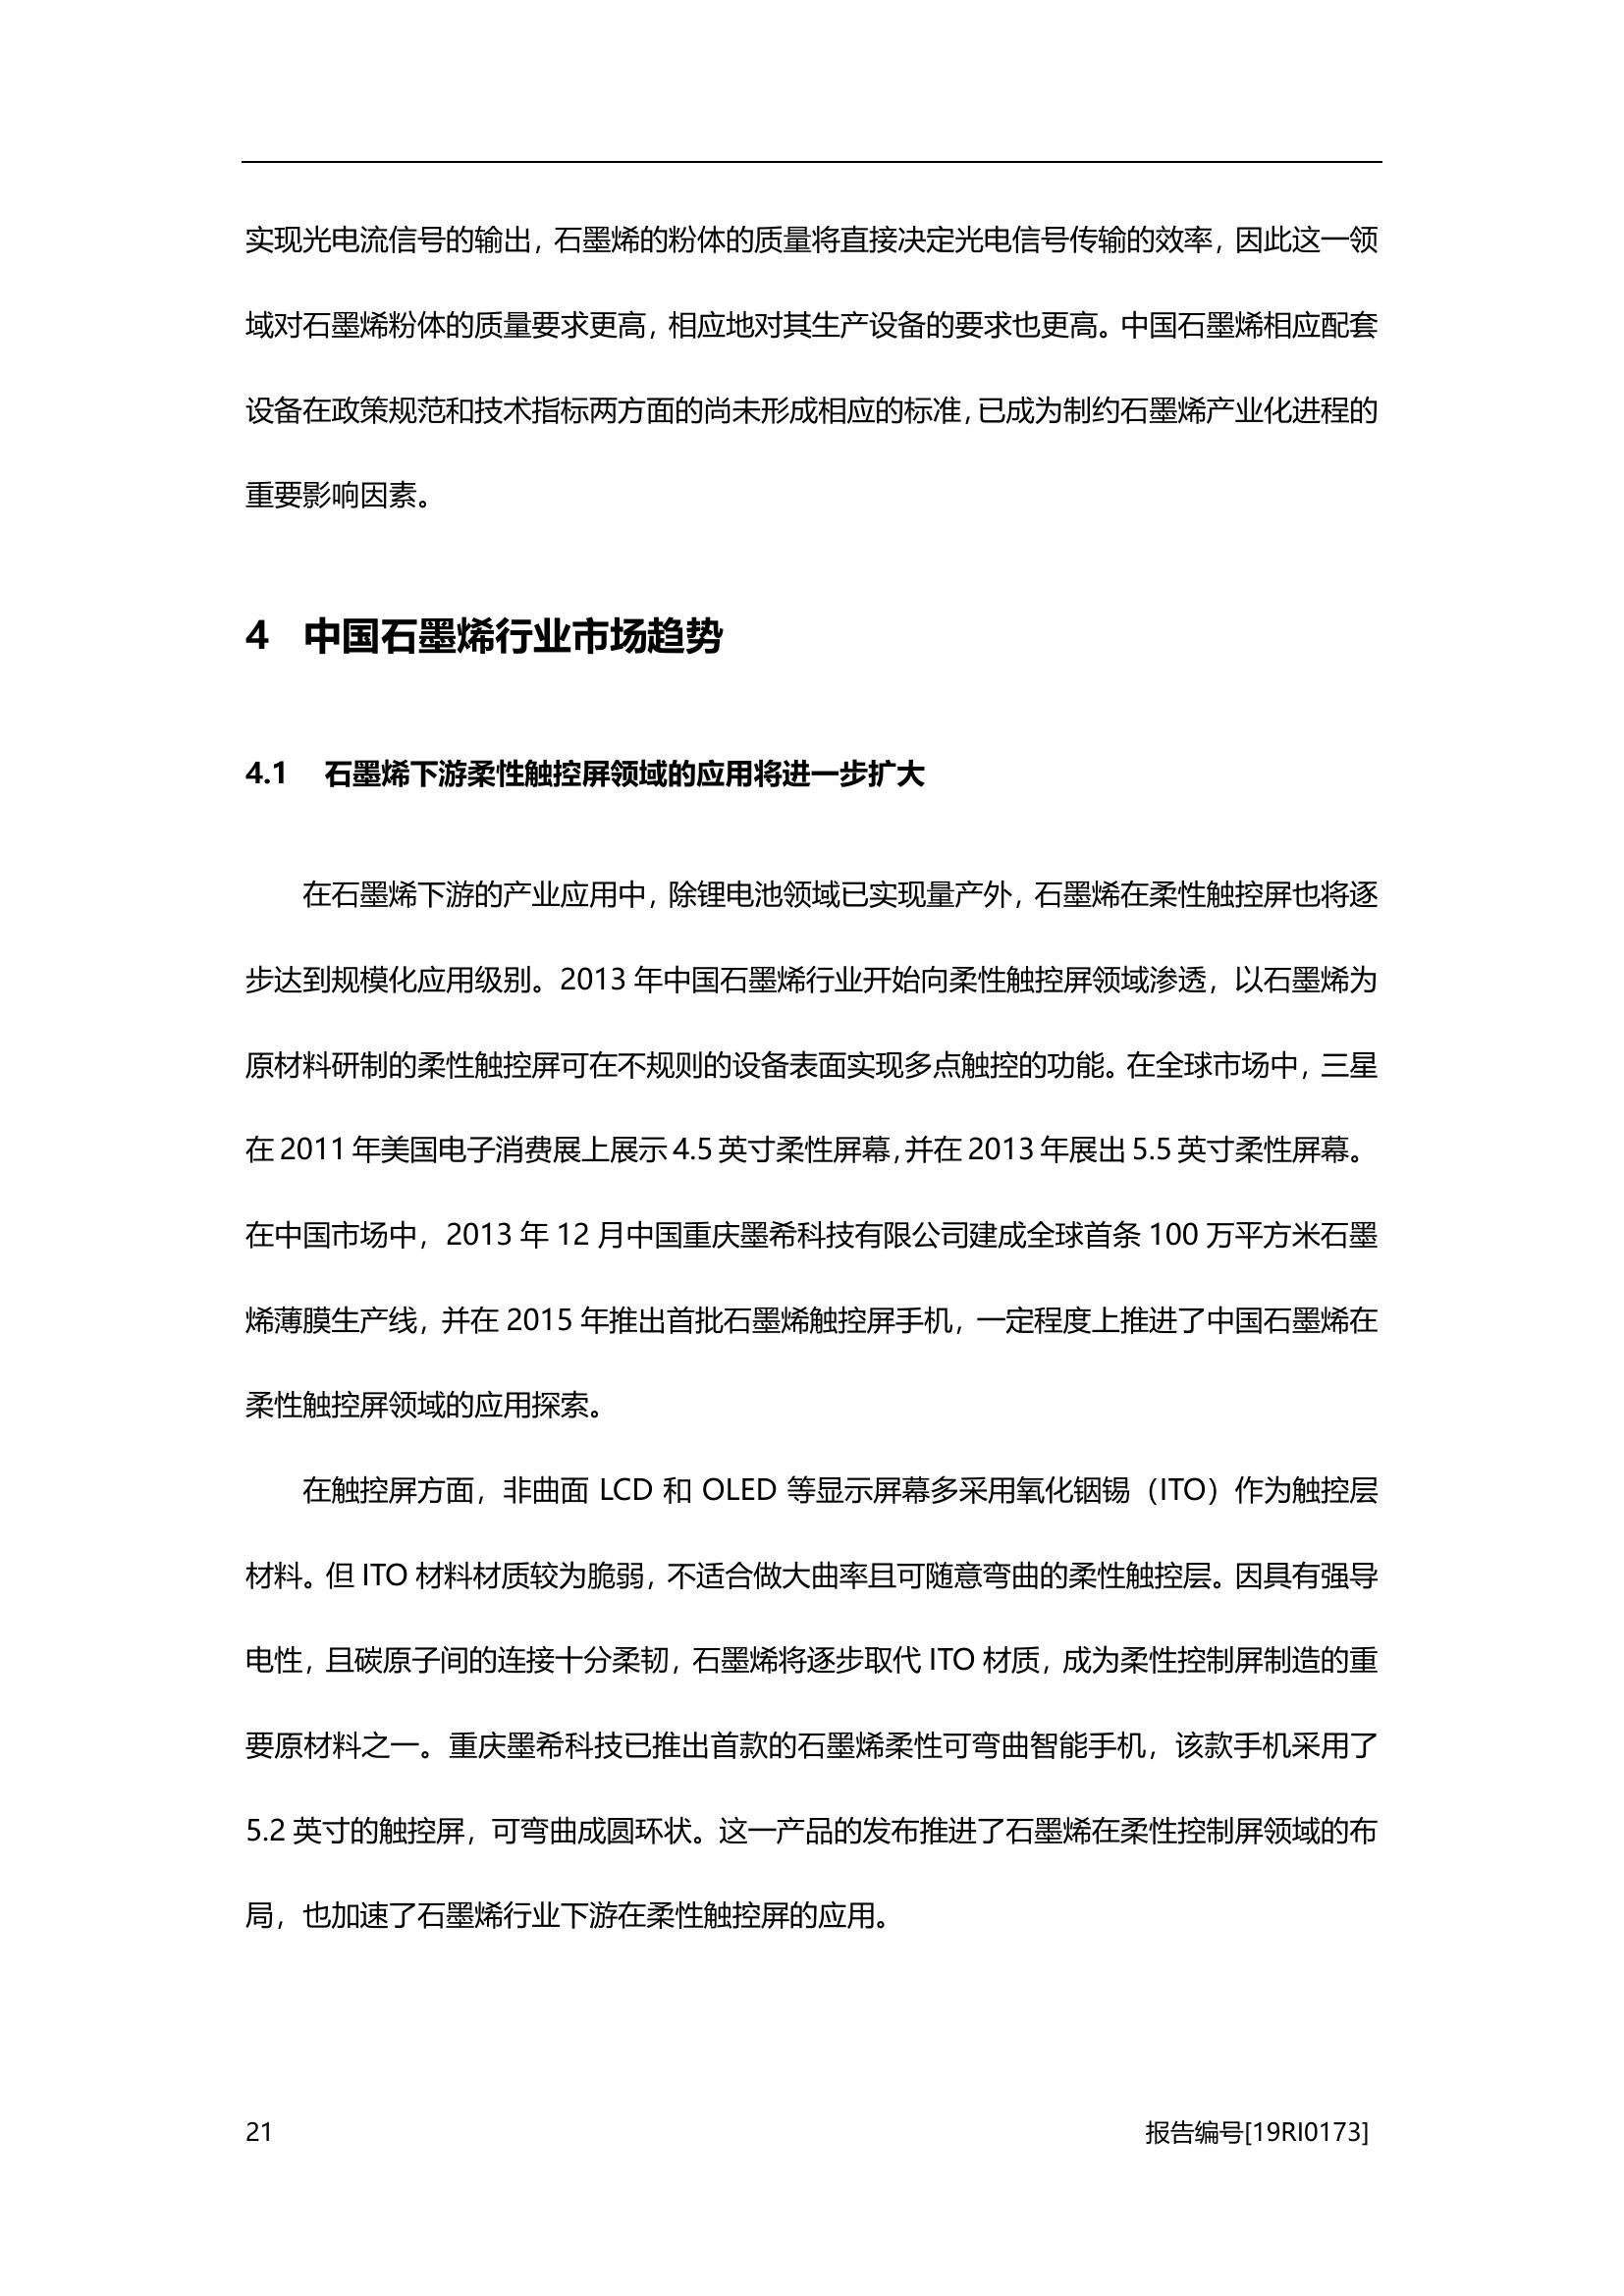 实现光电流信号的输出，石墨烯的粉体的质量将直接决定光电信号传输的效率，因此这一领
域对石墨烯粉体的质量要求更高，相应地对其生产设备的要求也更高。中国石墨烯相应配套
设备在政策规范和技术指标两方面的尚未形成相应的标准，已成为制约石墨烯产业化进程的
重要影响因素。
4 中国石墨烯行业市场趋势
4.1 石墨烯下游柔性触控屏领域的应用将进一步扩大
在石墨烯下游的产业应用中，除锂电池领域已实现量产外，石墨烯在柔性触控屏也将逐
步达到规模化应用级别。2013 年中国石墨烯行业开始向柔性触控屏领域渗透，以石墨烯为
原材料研制的柔性触控屏可在不规则的设备表面实现多点触控的功能。在全球市场中，三星
在 2011 年美国电子消费展上展示 4.5 英寸柔性屏幕，并在 2013 年展出 5.5 英寸柔性屏幕。
在中国市场中，2013 年 12 月中国重庆墨希科技有限公司建成全球首条 100 万平方米石墨
烯薄膜生产线，并在 2015 年推出首批石墨烯触控屏手机，一定程度上推进了中国石墨烯在
柔性触控屏领域的应用探索。
在触控屏方面，非曲面 LCD 和 OLED 等显示屏幕多采用氧化铟锡（ITO）作为触控层
材料。但 ITO 材料材质较为脆弱，不适合做大曲率且可随意弯曲的柔性触控层。因具有强导
电性，且碳原子间的连接十分柔韧，石墨烯将逐步取代 ITO 材质，成为柔性控制屏制造的重
要原材料之一。重庆墨希科技已推出首款的石墨烯柔性可弯曲智能手机，该款手机采用了
5.2 英寸的触控屏，可弯曲成圆环状。这一产品的发布推进了石墨烯在柔性控制屏领域的布
局，也加速了石墨烯行业下游在柔性触控屏的应用。
21 报告编号[19RI0173]